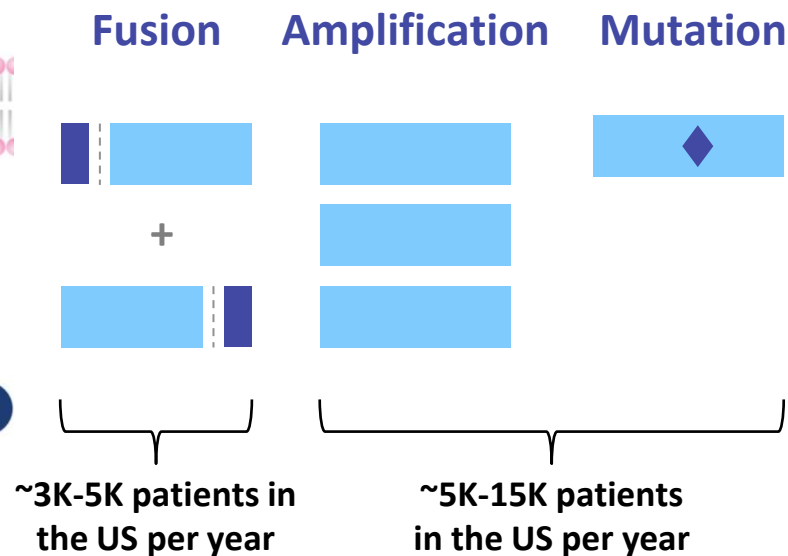 Fusion Amplification Mutation
+
~3K-5K patients in
the US per year
~5K-15K patients
in the US per year